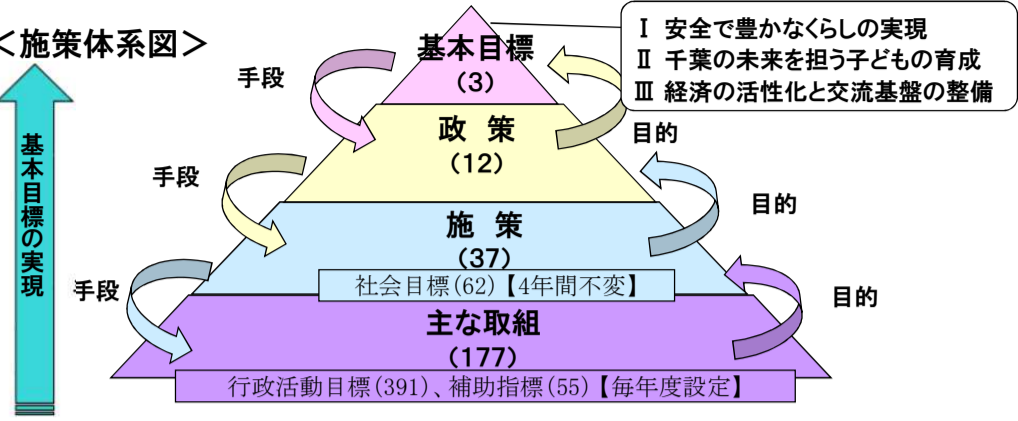 ＜施策体系図＞
基本目標の実現
Ⅰ 安全で豊かなくらしの実現
Ⅱ 千葉の未来を担う子どもの育成
Ⅲ 経済の活性化と交流基盤の整備
基本目標
（3）
手段
目的
政 策
（12）
手段
目的
施 策
（37）
社会目標(62)【4年間不変】
手段
目的
主な取組
（177）
行政活動目標(391)、補助指標(55)【毎年度設定】